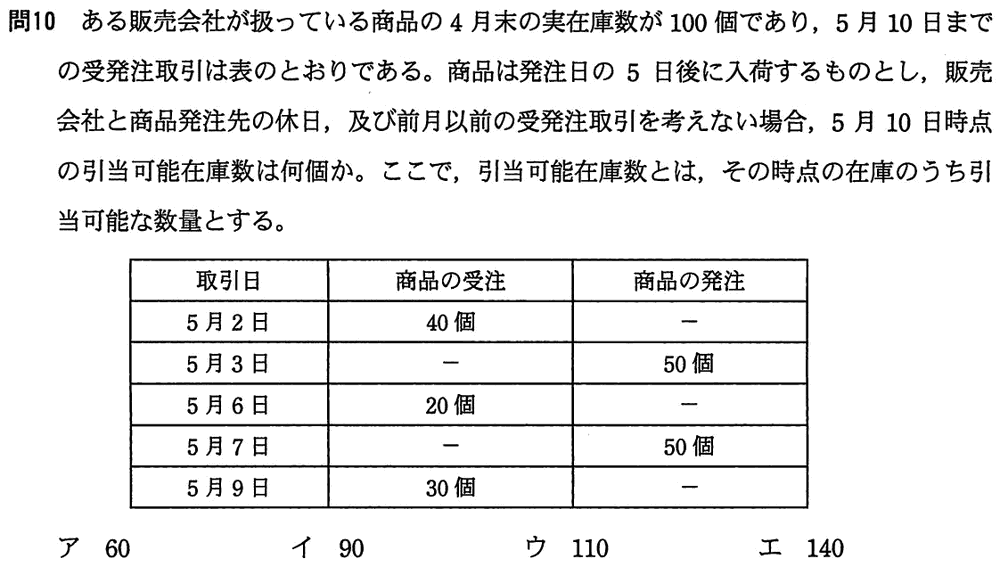 問10 ある販売会社が扱っている商品の4月末の実在庫数が100個であり，5月10日まで
の受発注取引は表のとおりである。商品は発注日の5日後に入荷するものとし，販売
会社と商品発注先の休日，及び前月以前の受発注取引を考えない場合，5月10日時点
の引当可能在庫数は何個か。ここで，引当可能在庫数とは，その時点の在庫のうち引
当可能な数量とする。
取引日 商品の受注 商品の発注
5月2日 40個 －
5月3日 － 50個
5月6日 20個 －
5月7日 － 50個
5月9日 30個 －
ア 60 イ 90 ウ 110 エ 140